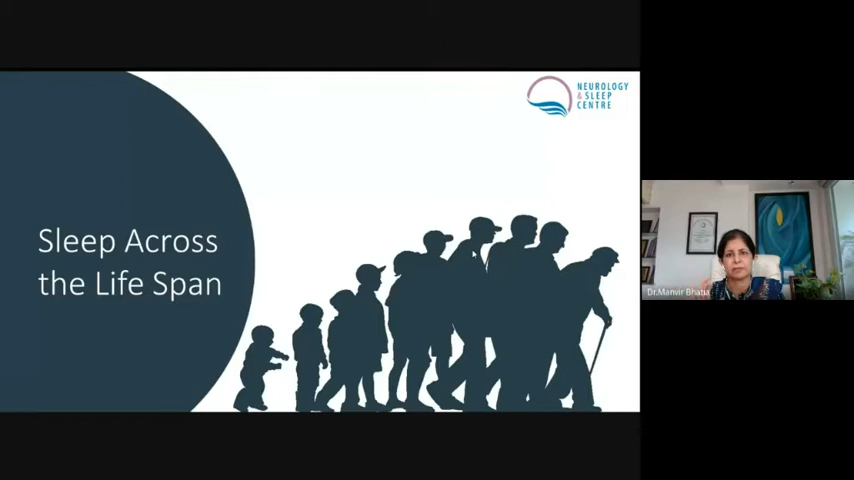 NEUROLOGY
& SLEEP
CENTRE
Sleep Across
the Life Span
Dr.Manvir Bhatia